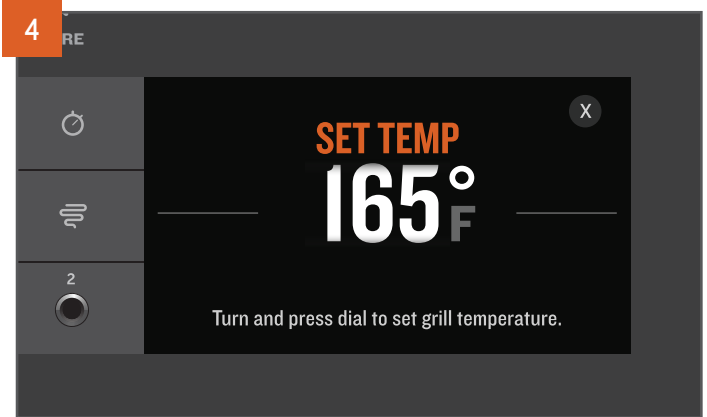 4
RE
X
SET TEMP
165°F
2
Turn and press dial to set grill temperature.